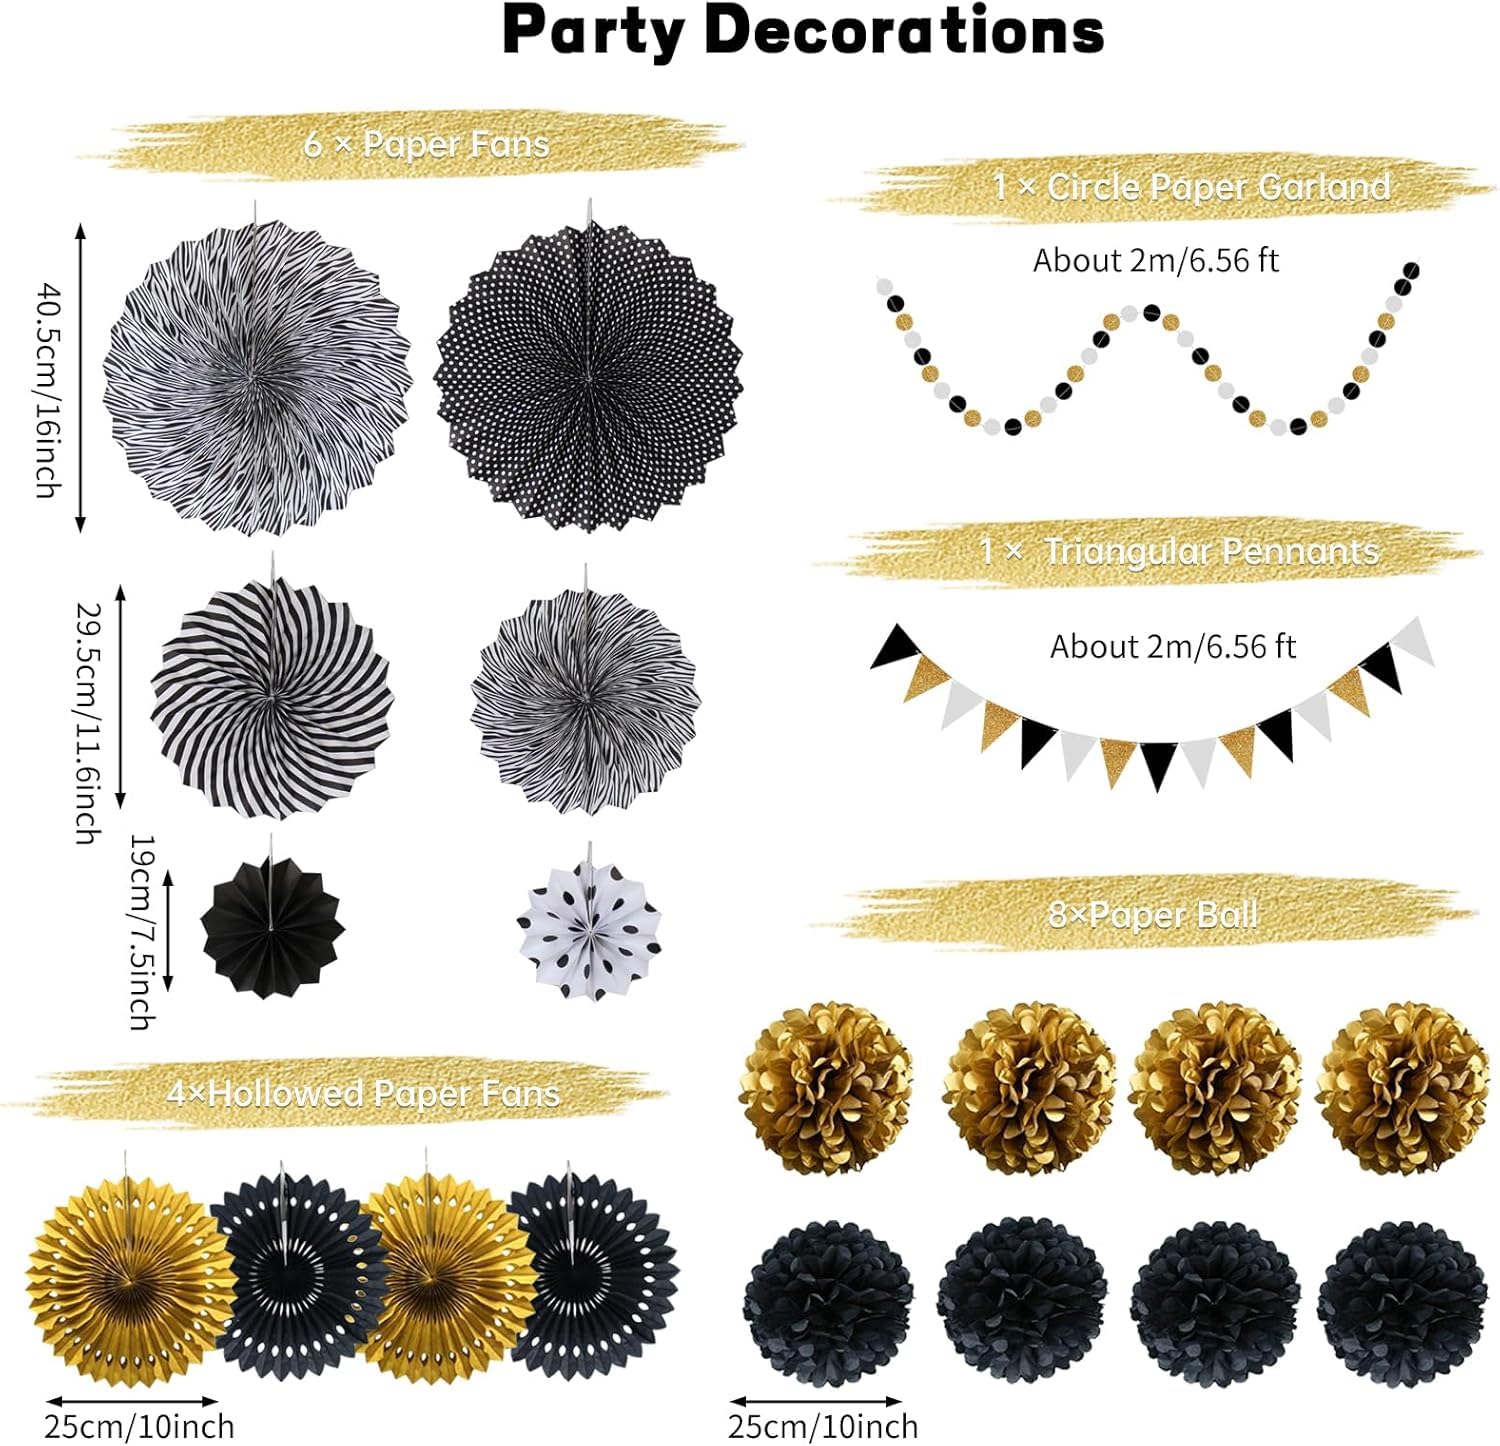 Party Decorations
6 × Paper Fans
40.5cm/16inch
29.5cm/11.6inch
19cm/7.5inch
4×Hollowed Paper Fans
25cm/10inch
1 × Circle Paper Garland
About 2m/6.56 ft
1 × Triangular Pennants
About 2m/6.56 ft
8×Paper Ball
25cm/10inch